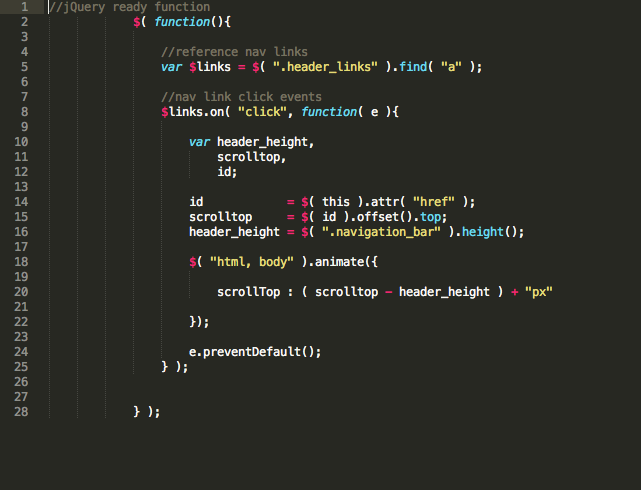 1 //jQuery ready function
2 $( function(){
3
4 //reference nav links
5 var $links = $( ".header_links" ).find( "a" );
6
7 //nav link click events
8 $links.on( "click", function( e ){
9
10 var header_height,
11 scrolltop,
12 id;
13
14 id = $( this ).attr( "href" );
15 scrolltop = $( id ).offset().top;
16 header_height = $( ".navigation_bar" ).height();
17
18 $( "html, body" ).animate({
19
20 scrollTop : ( scrolltop - header_height ) + "px"
21
22 });
23
24 e.preventDefault();
25 } );
26
27
28 } );